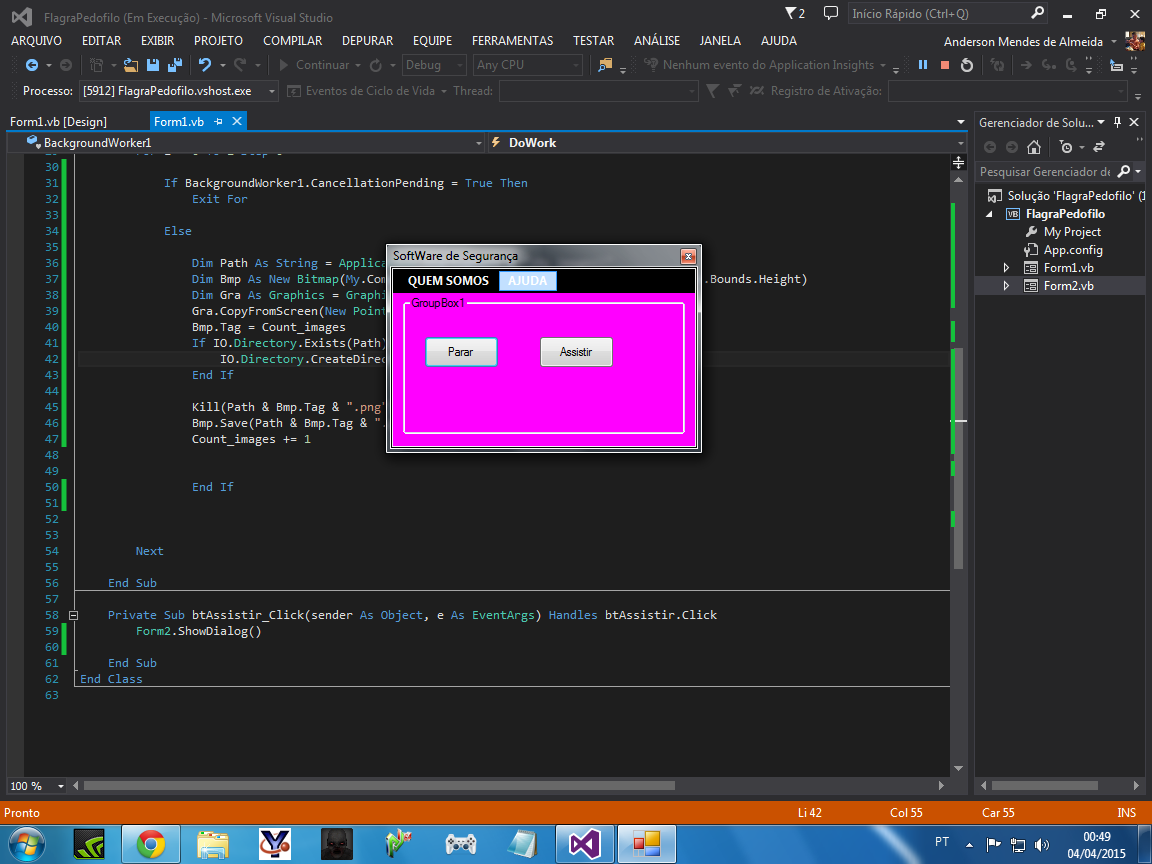 FlagraPedofilo (Em Execução) - Microsoft Visual Studio
2
Início Rápido (Ctrl+Q)
ARQUIVO EDITAR EXIBIR PROJETO COMPILAR DEPURAR EQUIPE FERRAMENTAS TESTAR ANÁLISE JANELA AJUDA
Anderson Mendes de Almeida
Continuar Debug Any CPU Nenhum evento do Application Insights
Processo: [5912] FlagraPedofilo.vshost.exe Eventos de Ciclo de Vida Thread: Registro de Ativação:
Form1.vb [Design] Form1.vb
BackgroundWorker1 DoWork
30
31 If BackgroundWorker1.CancellationPending = True Then
32 Exit For
33
34 Else
35
36 Dim Path As String = Applica
37 Dim Bmp As New Bitmap(My.Com .Bounds.Height)
38 Dim Gra As Graphics = Graphi
39 Gra.CopyFromScreen(New Point
40 Bmp.Tag = Count_images
41 If IO.Directory.Exists(Path)
42 IO.Directory.CreateDirec
43 End If
44
45 Kill(Path & Bmp.Tag & ".png"
46 Bmp.Save(Path & Bmp.Tag & ".
47 Count_images += 1
48
49
50 End If
51
52
53
54 Next
55
56 End Sub
57
58 Private Sub btAssistir_Click(sender As Object, e As EventArgs) Handles btAssistir.Click
59 Form2.ShowDialog()
60
61 End Sub
62 End Class
63
SoftWare de Segurança
QUEM SOMOS AJUDA
GroupBox1
Parar Assistir
Gerenciador de Solu...
Pesquisar Gerenciador de
Solução 'FlagraPedofilo' (1
VB FlagraPedofilo
My Project
App.config
Form1.vb
Form2.vb
100 %
Pronto Li 42 Col 55 Car 55 INS
PT
00:49
04/04/2015